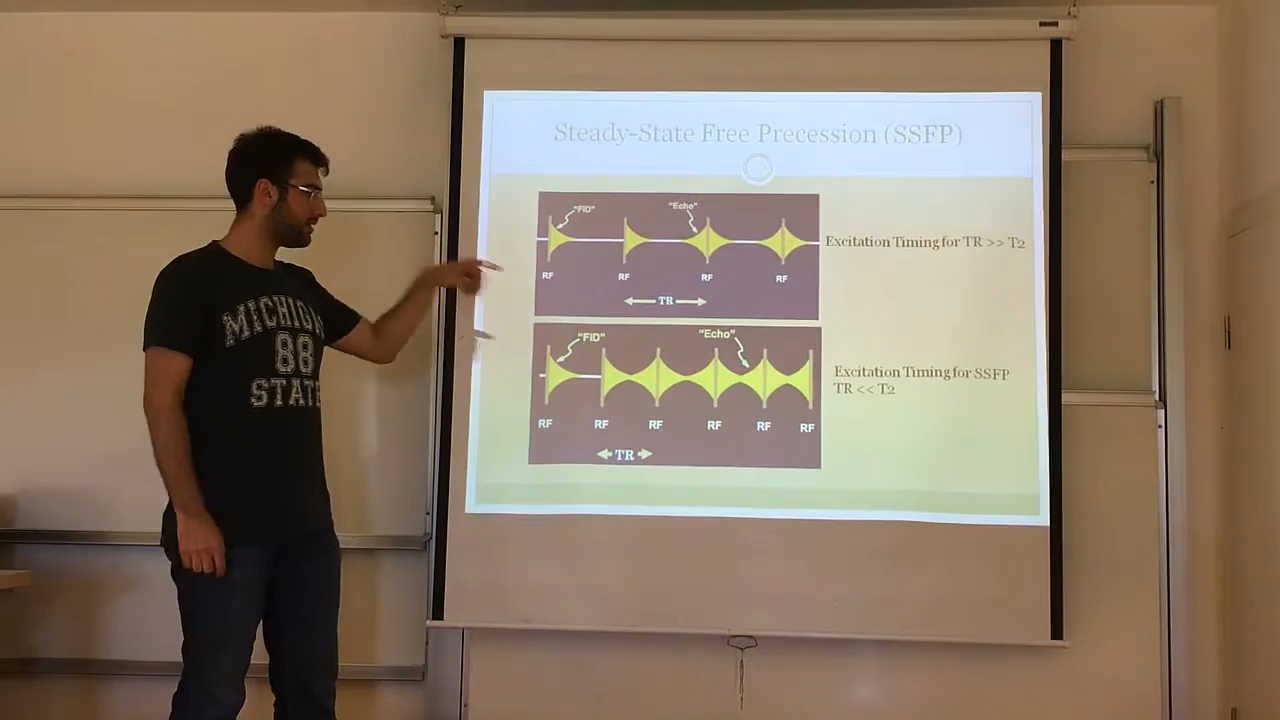 Steady-State Free Precession (SSFP)
"FID"
"Echo"
RF
RF
RF
RF
TR
Excitation Timing for TR >> T2
"FID"
"Echo"
RF
RF
RF
RF
RF
RF
TR
Excitation Timing for SSFP
TR << T2
MICHIGAN
88
STATE